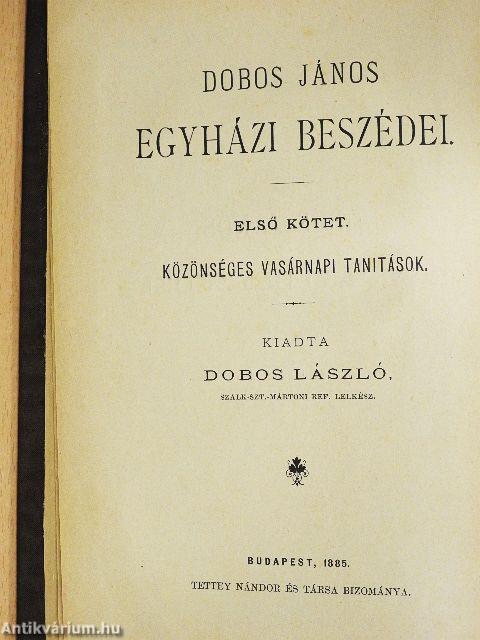 DOBOS JÁNOS
EGYHÁZI BESZÉDEI.
ELSŐ KÖTET.
KÖZÖNSÉGES VASÁRNAPI TANITÁSOK.
KIADTA
DOBOS LÁSZLÓ,
SZALK-SZT.-MÁRTONI REF. LELKÉSZ.
BUDAPEST, 1885.
TETTEY NÁNDOR ÉS TÁRSA BIZOMÁNYA.
Antikvárium.hu